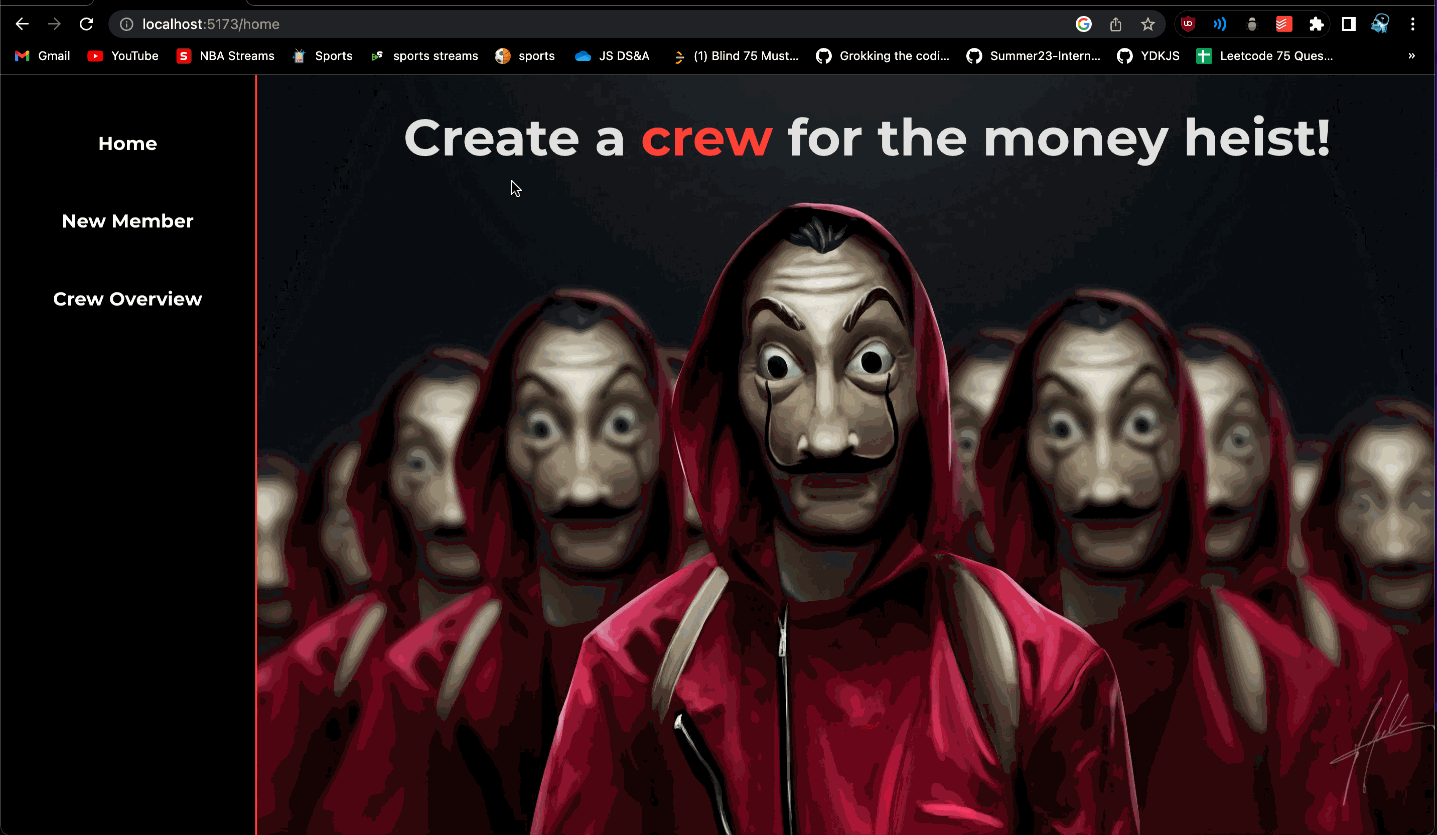 localhost:5173/home
Gmail YouTube NBA Streams Sports sports streams sports JS DS&A (1) Blind 75 Must... Grokking the codi... Summer23-Intern... YDKJS Leetcode 75 Ques... »
Create a crew for the money heist!
Home
New Member
Crew Overview